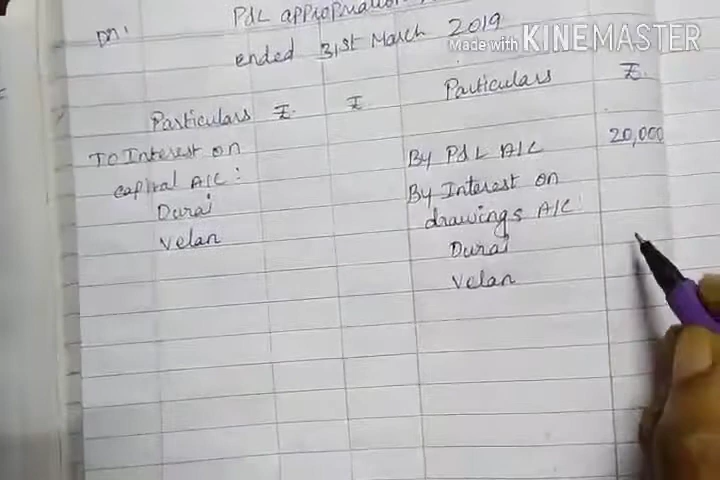 Dr.
P&L appropriation
ended 31st March 2019
Made with KINEMASTER
Particulars ₹ ₹ Particulars ₹
To Interest on
capital A/C:
Durai
Velan
By P&L A/C 20,000
By Interest on
drawings A/C:
Durai
Velan